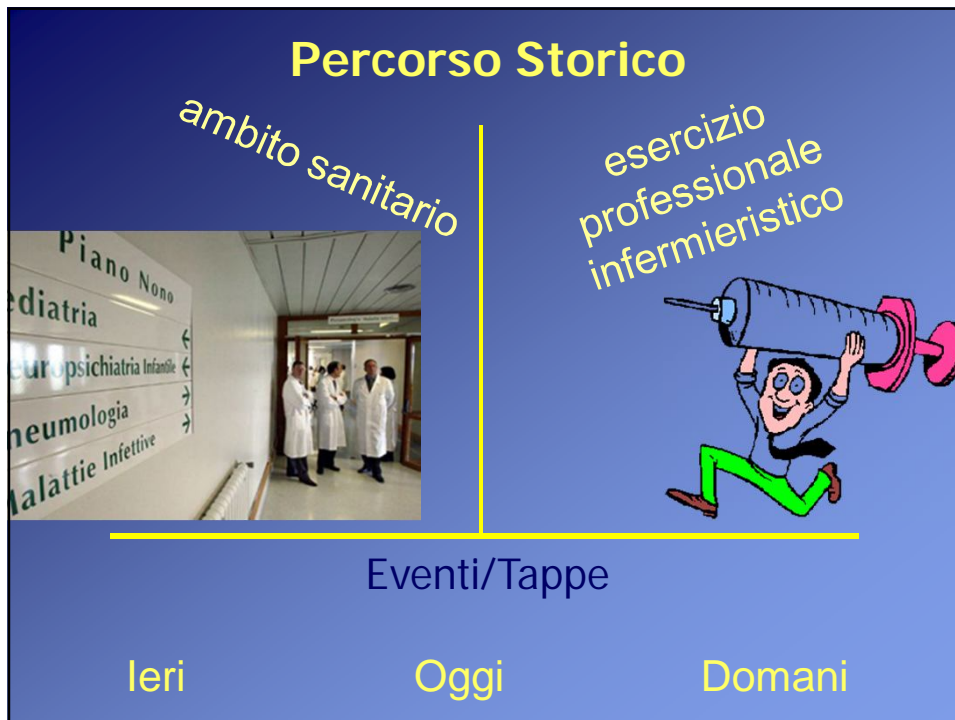 Percorso Storico
ambito sanitario
esercizio
professionale
infermieristico
Piano Nono
ediatria
europsichiatria Infantile
neumologia
Malattie Infettive
Eventi/Tappe
Ieri Oggi Domani